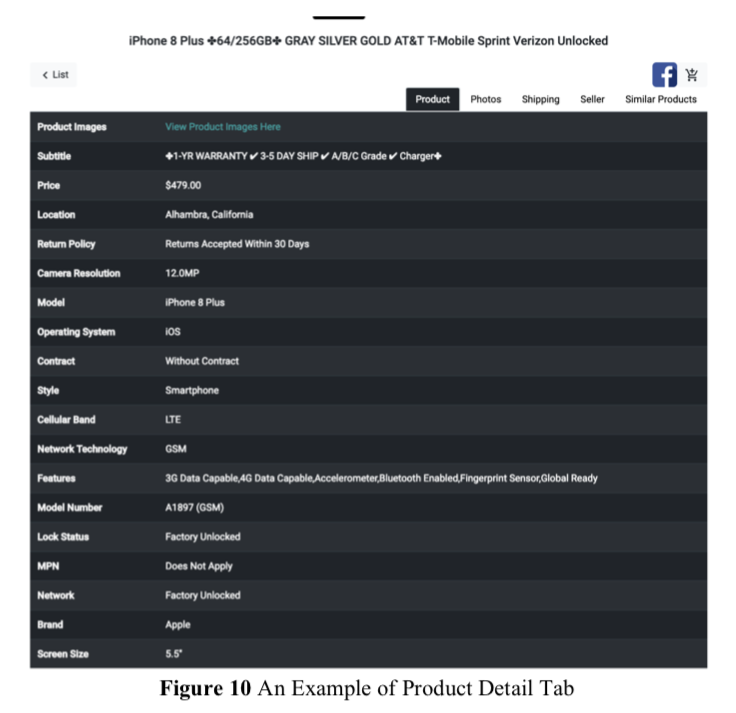 iPhone 8 Plus ✤64/256GB✤ GRAY SILVER GOLD AT&T T-Mobile Sprint Verizon Unlocked
< List
f
Product Photos Shipping Seller Similar Products
Product Images View Product Images Here
Subtitle ✤1-YR WARRANTY ✔ 3-5 DAY SHIP ✔ A/B/C Grade ✔ Charger✤
Price $479.00
Location Alhambra, California
Return Policy Returns Accepted Within 30 Days
Camera Resolution 12.0MP
Model iPhone 8 Plus
Operating System iOS
Contract Without Contract
Style Smartphone
Cellular Band LTE
Network Technology GSM
Features 3G Data Capable,4G Data Capable,Accelerometer,Bluetooth Enabled,Fingerprint Sensor,Global Ready
Model Number A1897 (GSM)
Lock Status Factory Unlocked
MPN Does Not Apply
Network Factory Unlocked
Brand Apple
Screen Size 5.5"
Figure 10 An Example of Product Detail Tab